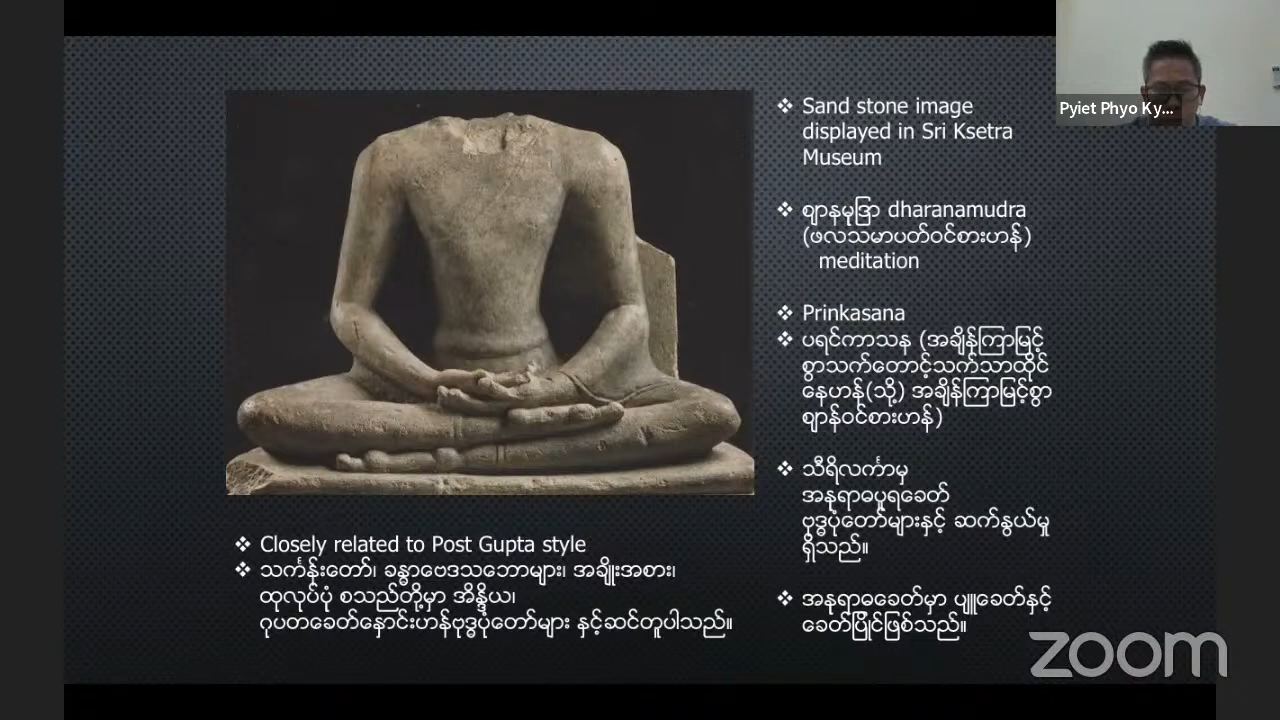 Pyiet Phyo Ky...
❖ Sand stone image
displayed in Sri Ksetra
Museum
❖ ဈာနမုဒြာ dharanamudra
(ဖလသမာပတ်ဝင်စားဟန်)
meditation
❖ Prinkasana
❖ ပရင်ကာသန (အချိန်ကြာမြင့်
စွာသက်တောင့်သက်သာထိုင်
နေဟန်(သို့) အချိန်ကြာမြင့်စွာ
ဈာန်ဝင်စားဟန်)
❖ သီရိလင်္ကာမှ
အနုရာဓပူရခေတ်
ဗုဒ္ဓပုံတော်များနှင့် ဆက်နွယ်မှု
ရှိသည်။
❖ အနုရာဓခေတ်မှာ ပျူခေတ်နှင့်
ခေတ်ပြိုင်ဖြစ်သည်။
❖ Closely related to Post Gupta style
❖ သင်္ကန်းတော်၊ ခန္ဓာဗေဒသဘောများ၊ အချိုးအစား၊
ထုလုပ်ပုံ စသည်တို့မှာ အိန္ဒိယ၊
ဂုပတခေတ်နှောင်းဟန်ဗုဒ္ဓပုံတော်များ နှင့်ဆင်တူပါသည်။
zoom